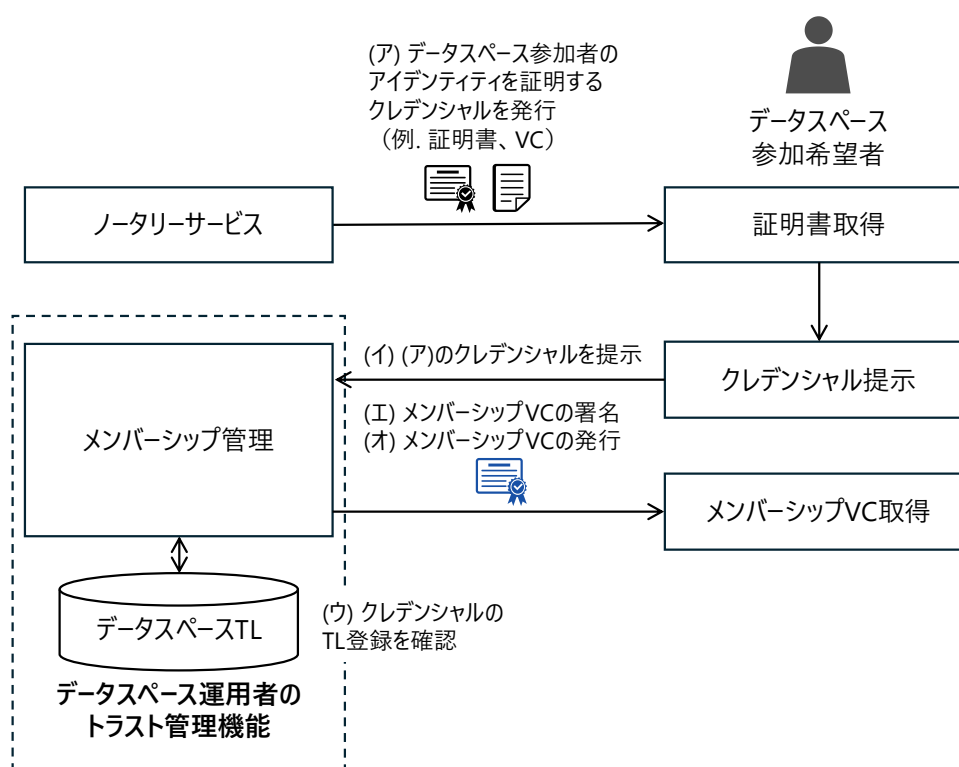 (ア) データスペース参加者の
アイデンティティを証明する
クレデンシャルを発行
(例. 証明書、VC)
データスペース
参加希望者
ノータリーサービス
証明書取得
(イ) (ア)のクレデンシャルを提示
クレデンシャル提示
メンバーシップ管理
(エ) メンバーシップVCの署名
(オ) メンバーシップVCの発行
メンバーシップVC取得
データスペースTL
(ウ) クレデンシャルの
TL登録を確認
データスペース運用者の
トラスト管理機能